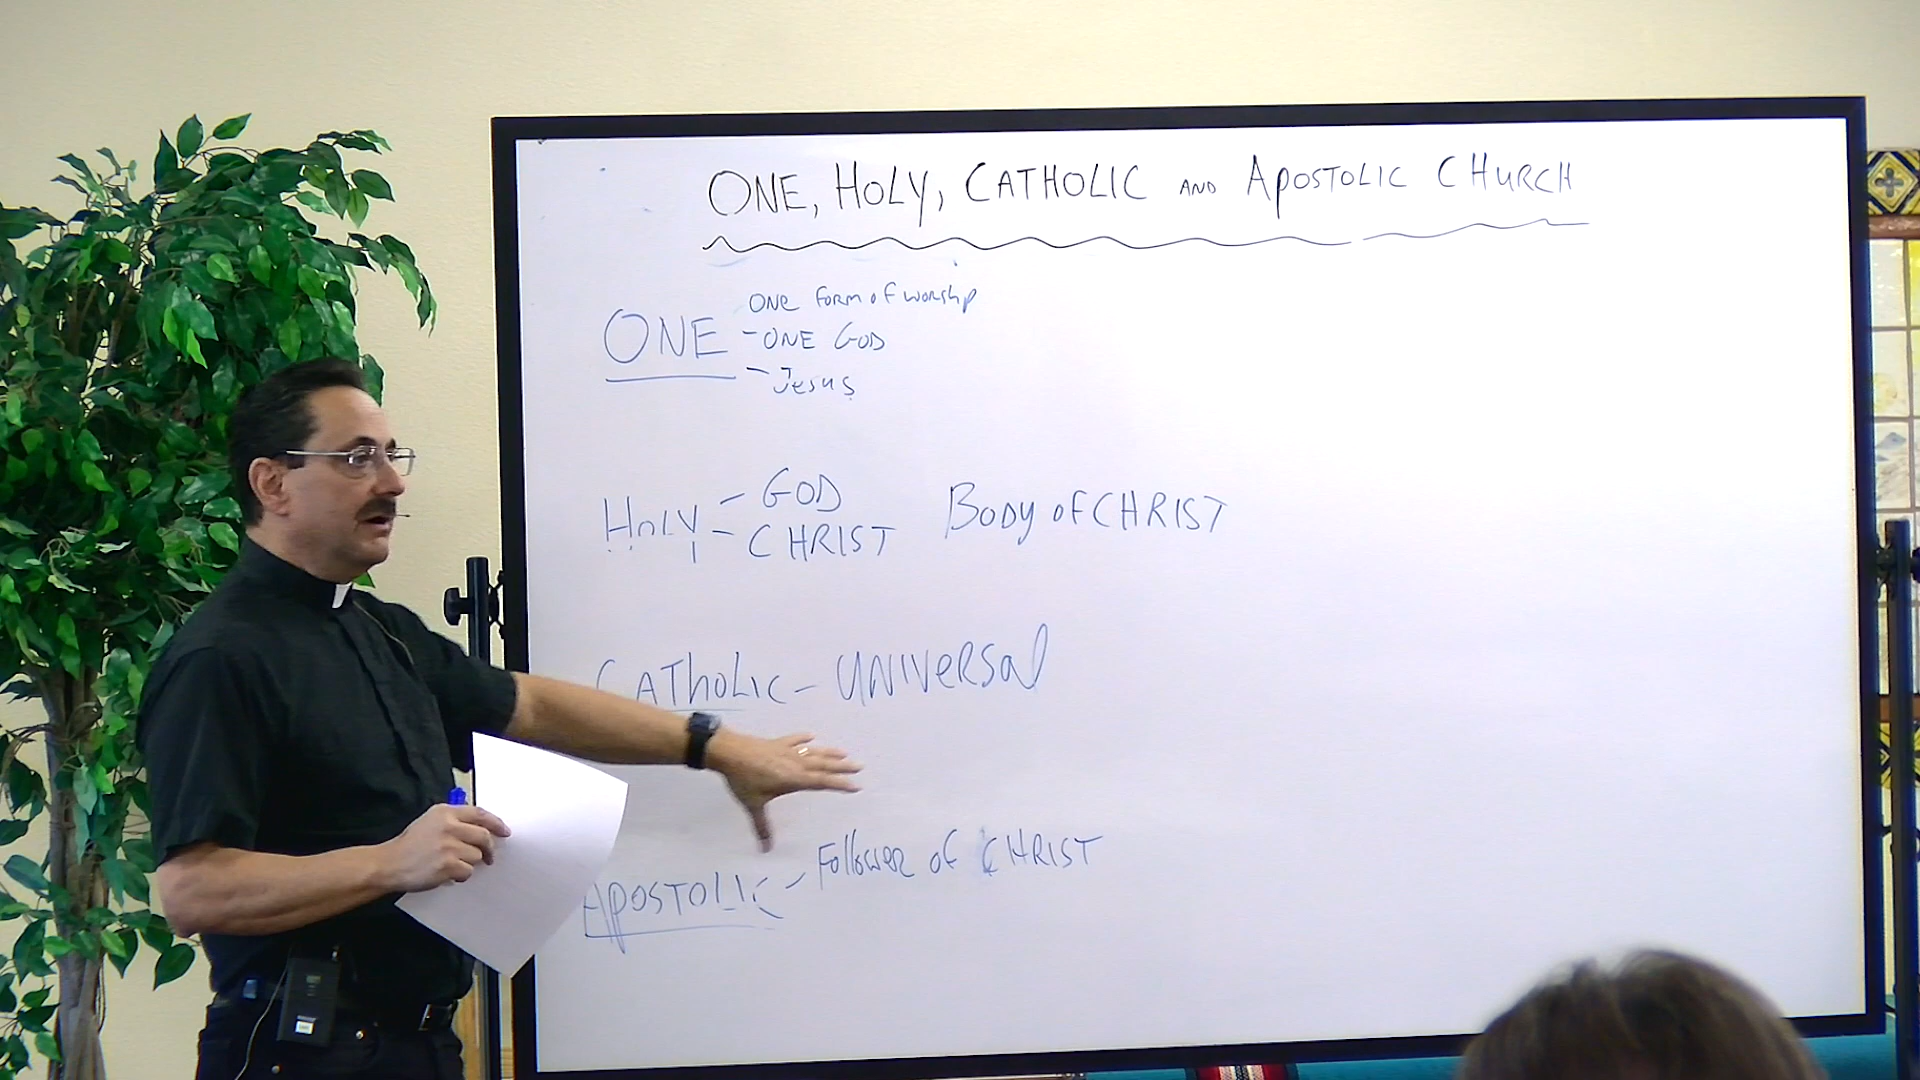 ONE, HOLY, CATHOLIC AND APOSTOLIC CHURCH
ONE form of worship
ONE - ONE GOD
- Jesus
HOLY - GOD
- CHRIST
Body of CHRIST
CATHOLIC - UNIVERSAL
APOSTOLIC - Follower of CHRIST